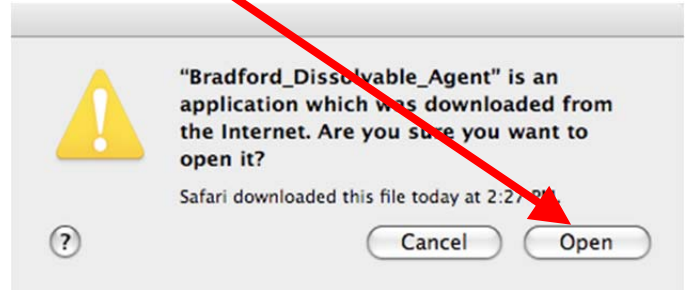 “Bradford_Dissolvable_Agent” is an
application which was downloaded from
the Internet. Are you sure you want to
open it?
Safari downloaded this file today at 2:27 PM.
?
Cancel
Open